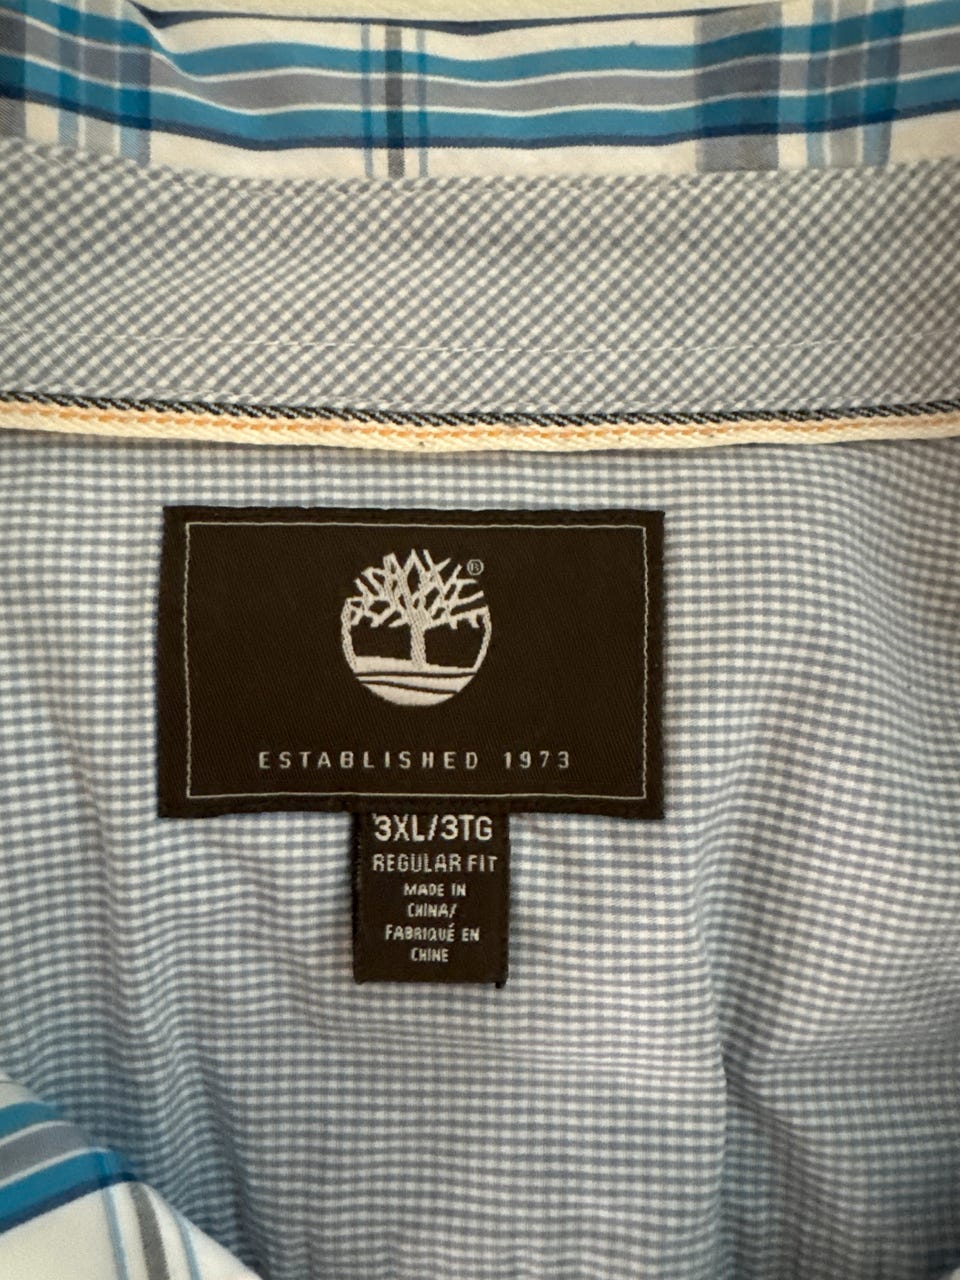 ®
ESTABLISHED 1973
3XL/3TG
REGULAR FIT
MADE IN
CHINA/
FABRIQUÉ EN
CHINE